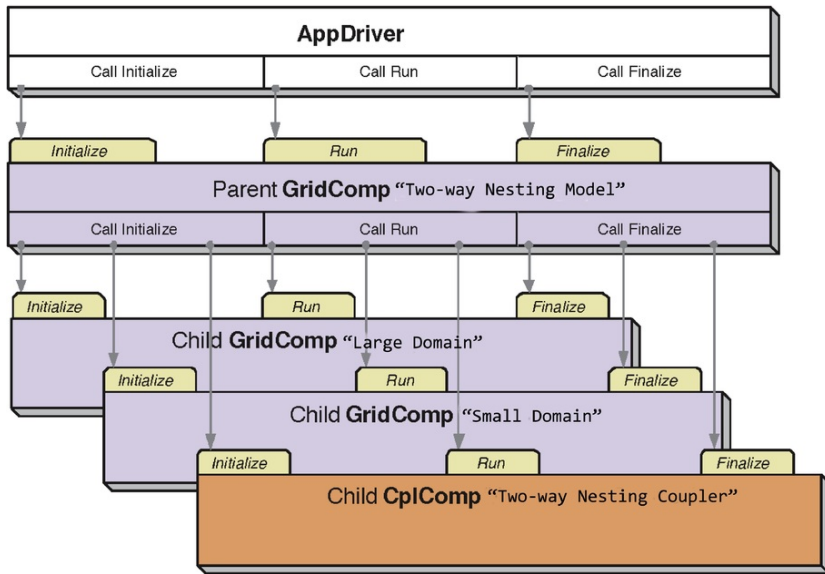 AppDriver
Call Initialize Call Run Call Finalize
Initialize Run Finalize
Parent GridComp “Two-way Nesting Model”
Call Initialize Call Run Call Finalize
Initialize Run Finalize
Child GridComp “Large Domain”
Initialize Run Finalize
Child GridComp “Small Domain”
Initialize Run Finalize
Child CplComp “Two-way Nesting Coupler”